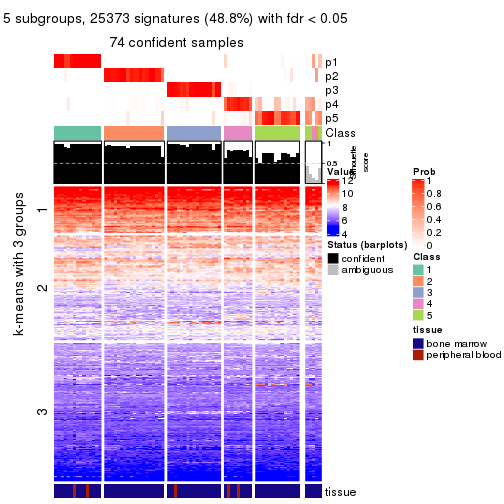 5 subgroups, 25373 signatures (48.8%) with fdr < 0.05
74 confident samples
p1
p2
p3
p4
p5
Class
1
0.5
0
silhouette
score
k-means with 3 groups
1
2
3
tissue
Value
12
10
8
6
4
Status (barplots)
confident
ambiguous
Prob
1
0.8
0.6
0.4
0.2
0
Class
1
2
3
4
5
tissue
bone marrow
peripheral blood